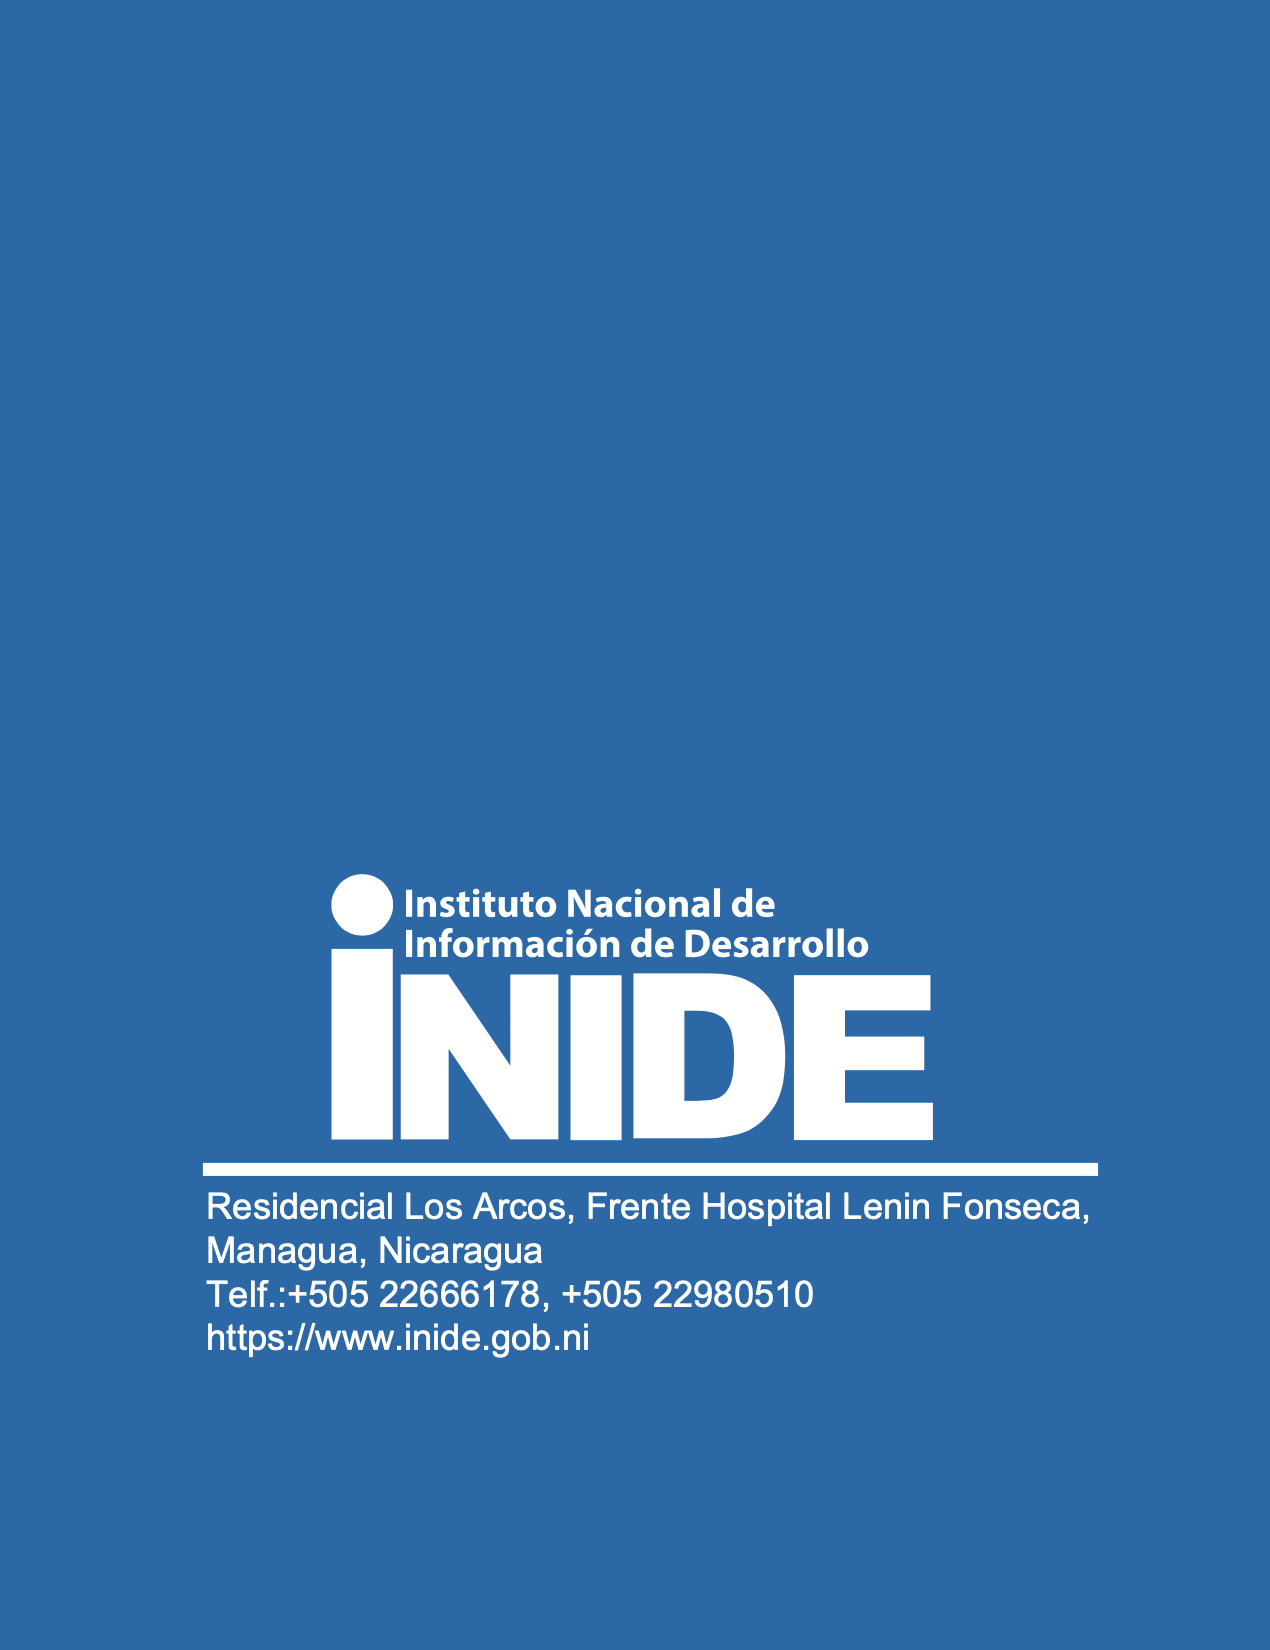 Instituto Nacional de
Información de Desarrollo
iNIDE
Residencial Los Arcos, Frente Hospital Lenin Fonseca,
Managua, Nicaragua
Telf.:+505 22666178, +505 22980510
https://www.inide.gob.ni